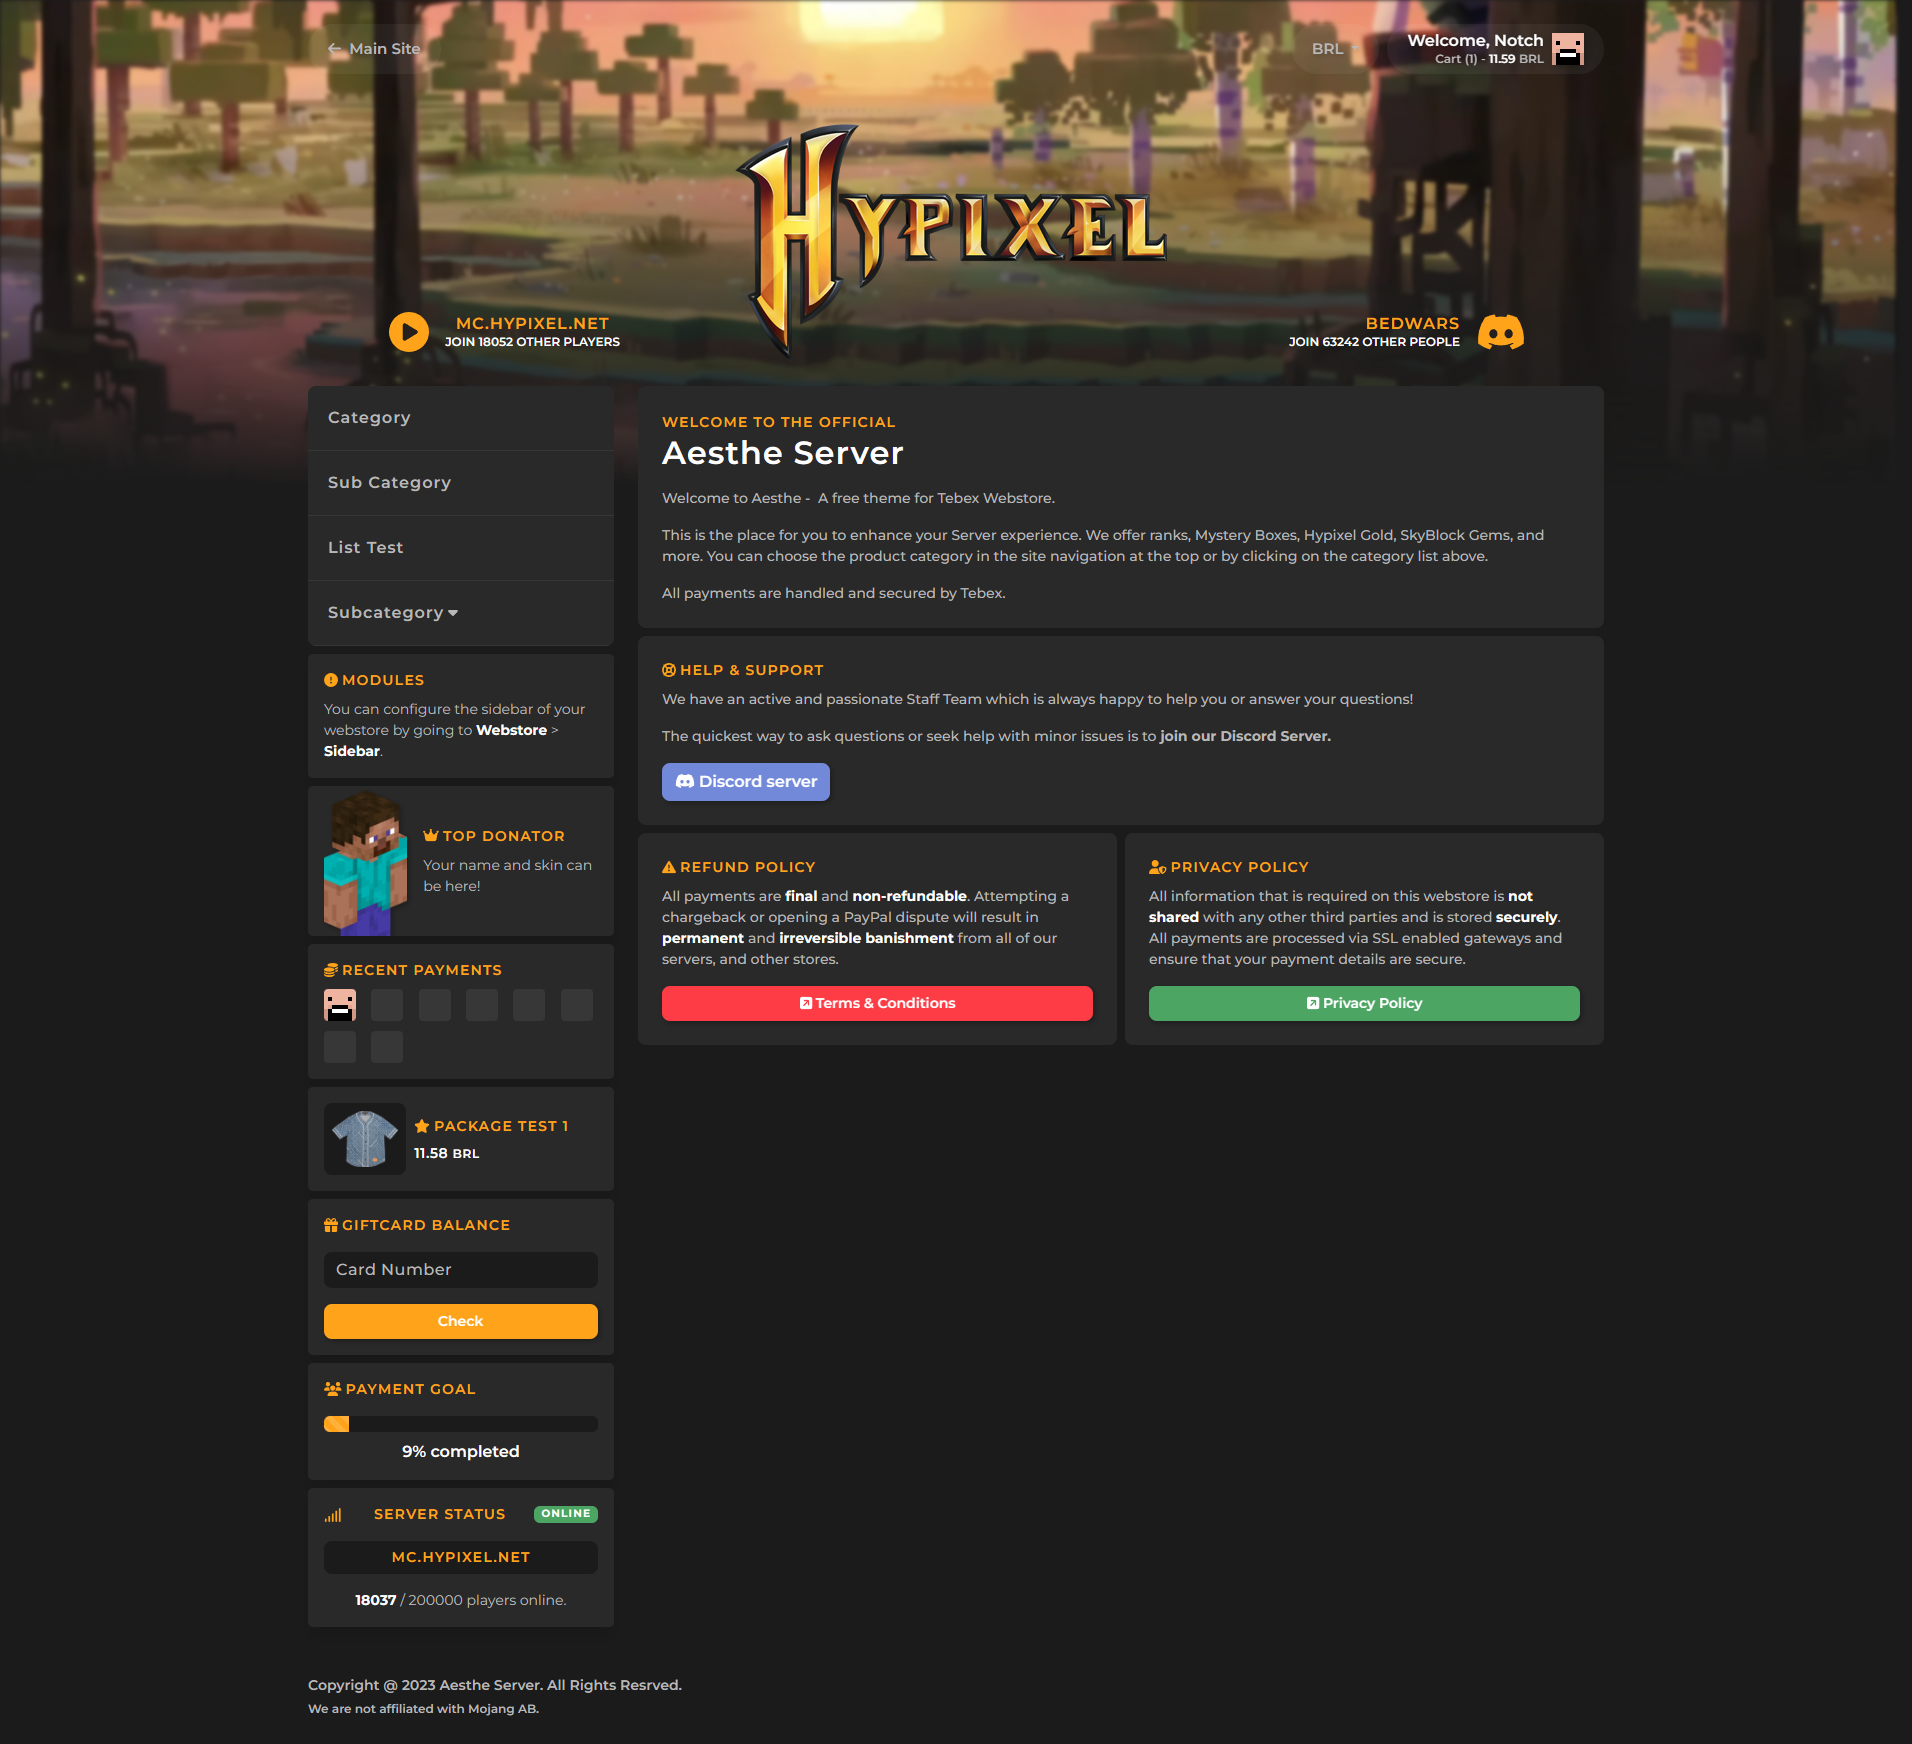 Main Site
BRL
Welcome, Notch
Cart (1) - 11.59 BRL
HYPIXEL
MC.HYPIXEL.NET
JOIN 18052 OTHER PLAYERS
BEDWARS
JOIN 63242 OTHER PEOPLE
Category
Sub Category
List Test
Subcategory
MODULES
You can configure the sidebar of your
webstore by going to Webstore >
Sidebar.
TOP DONATOR
Your name and skin can
be here!
RECENT PAYMENTS
PACKAGE TEST 1
11.58 BRL
GIFTCARD BALANCE
Card Number
Check
PAYMENT GOAL
9% completed
SERVER STATUS
ONLINE
MC.HYPIXEL.NET
18037 / 200000 players online.
WELCOME TO THE OFFICIAL
Aesthe Server
Welcome to Aesthe - A free theme for Tebex Webstore.
This is the place for you to enhance your Server experience. We offer ranks, Mystery Boxes, Hypixel Gold, SkyBlock Gems, and
more. You can choose the product category in the site navigation at the top or by clicking on the category list above.
All payments are handled and secured by Tebex.
HELP & SUPPORT
We have an active and passionate Staff Team which is always happy to help you or answer your questions!
The quickest way to ask questions or seek help with minor issues is to join our Discord Server.
Discord server
REFUND POLICY
All payments are final and non-refundable. Attempting a
chargeback or opening a PayPal dispute will result in
permanent and irreversible banishment from all of our
servers, and other stores.
Terms & Conditions
PRIVACY POLICY
All information that is required on this webstore is not
shared with any other third parties and is stored securely.
All payments are processed via SSL enabled gateways and
ensure that your payment details are secure.
Privacy Policy
Copyright @ 2023 Aesthe Server. All Rights Resrved.
We are not affiliated with Mojang AB.